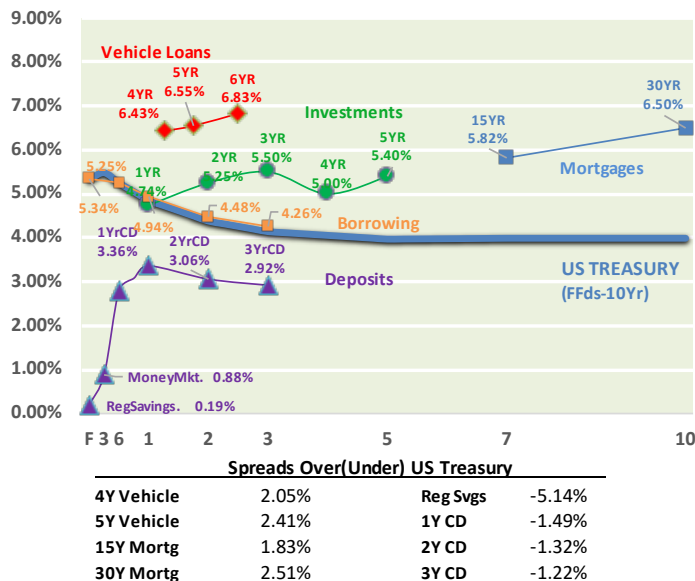 9.00%
8.00%
7.00%
6.00%
5.00%
4.00%
3.00%
2.00%
1.00%
0.00%
Vehicle Loans
4YR
6.43%
5YR
6.55%
6YR
6.83%
Investments
1YR
4.74%
2YR
5.25%
3YR
5.50%
4YR
5.00%
5YR
5.40%
15YR
5.82%
30YR
6.50%
Mortgages
5.25%
5.34%
4.94%
4.48%
4.26%
Borrowing
1YrCD
3.36%
2YrCD
3.06%
3YrCD
2.92%
Deposits
US TREASURY
(FFds-10Yr)
MoneyMkt. 0.88%
RegSavings. 0.19%
F 3 6 1 2 3 5 7 10
Spreads Over(Under) US Treasury
4Y Vehicle 2.05% Reg Svgs -5.14%
5Y Vehicle 2.41% 1Y CD -1.49%
15Y Mortg 1.83% 2Y CD -1.32%
30Y Mortg 2.51% 3Y CD -1.22%